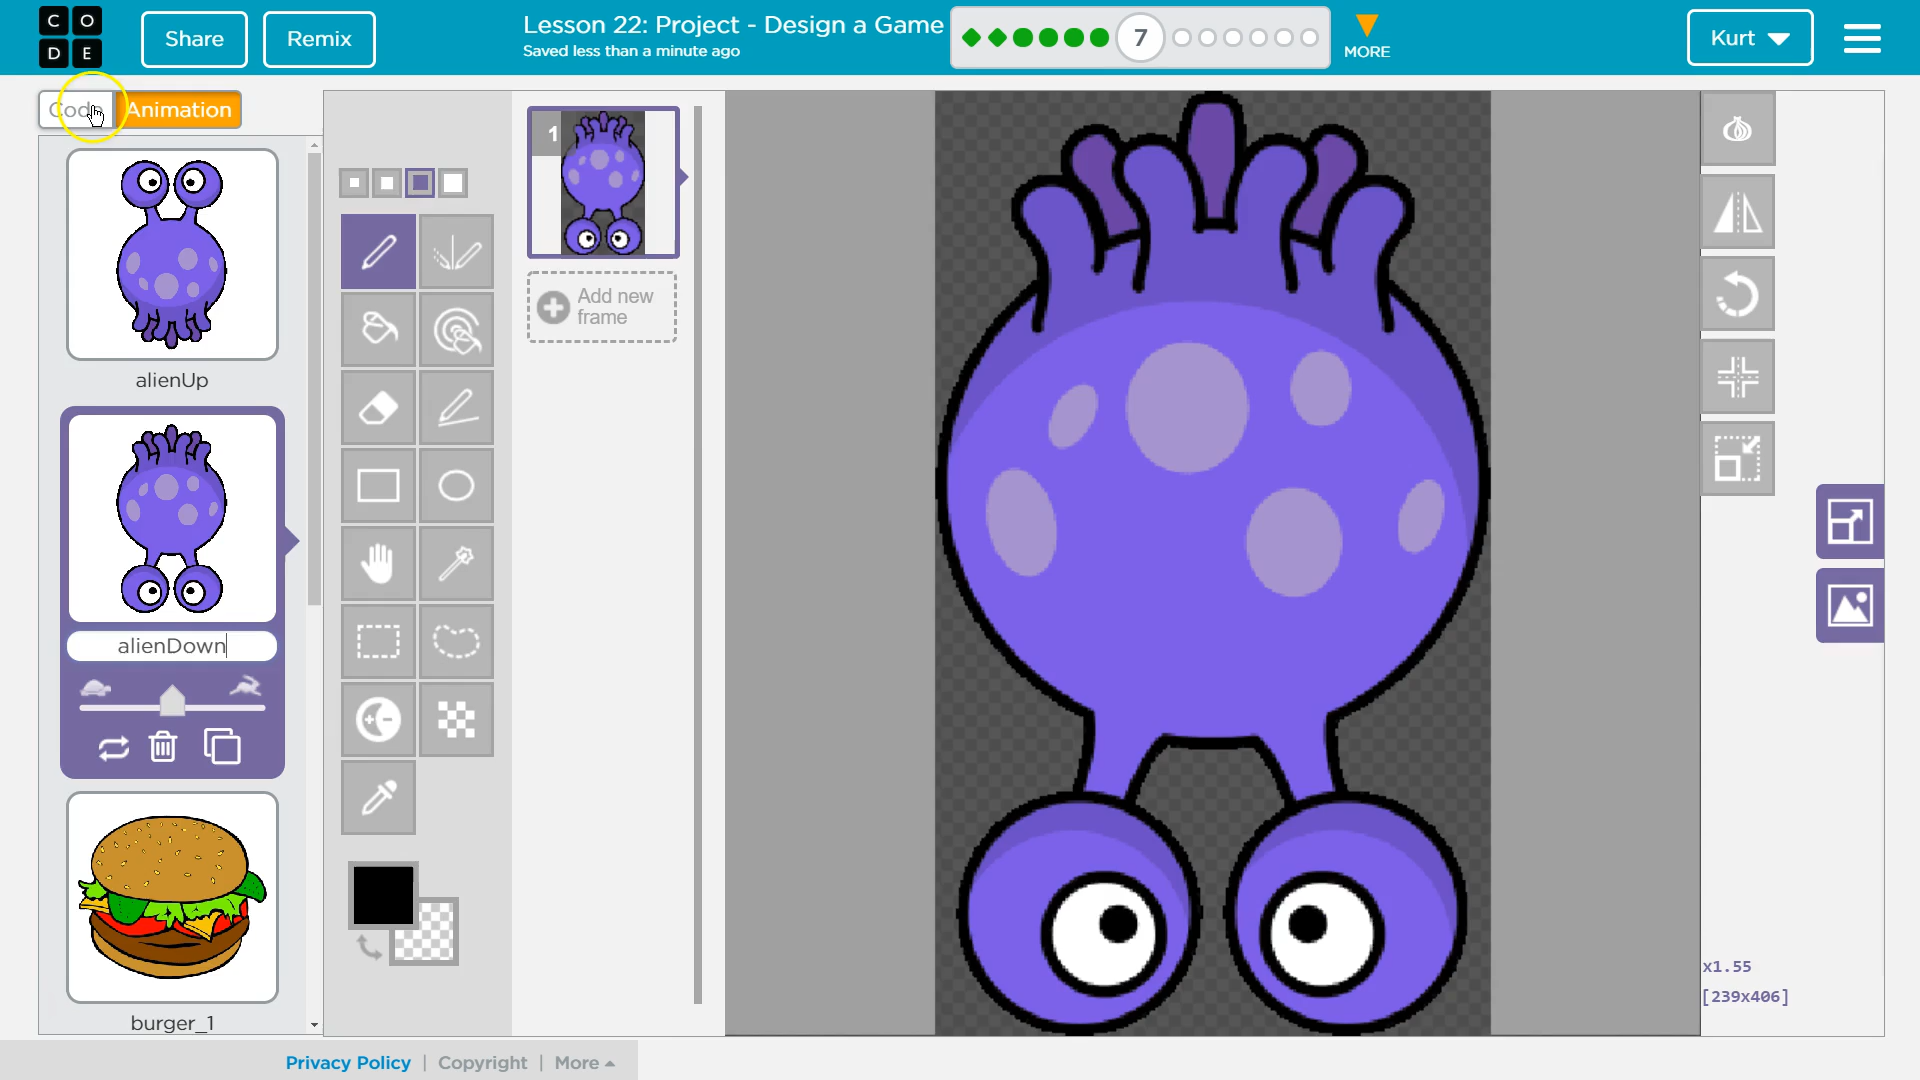 C O
D E
Share
Remix
Lesson 22: Project - Design a Game
Saved less than a minute ago
7
MORE
Kurt
Code
Animation
alienUp
alienDown
burger_1
1
Add new
frame
x1.55
[239x406]
Privacy Policy | Copyright | More